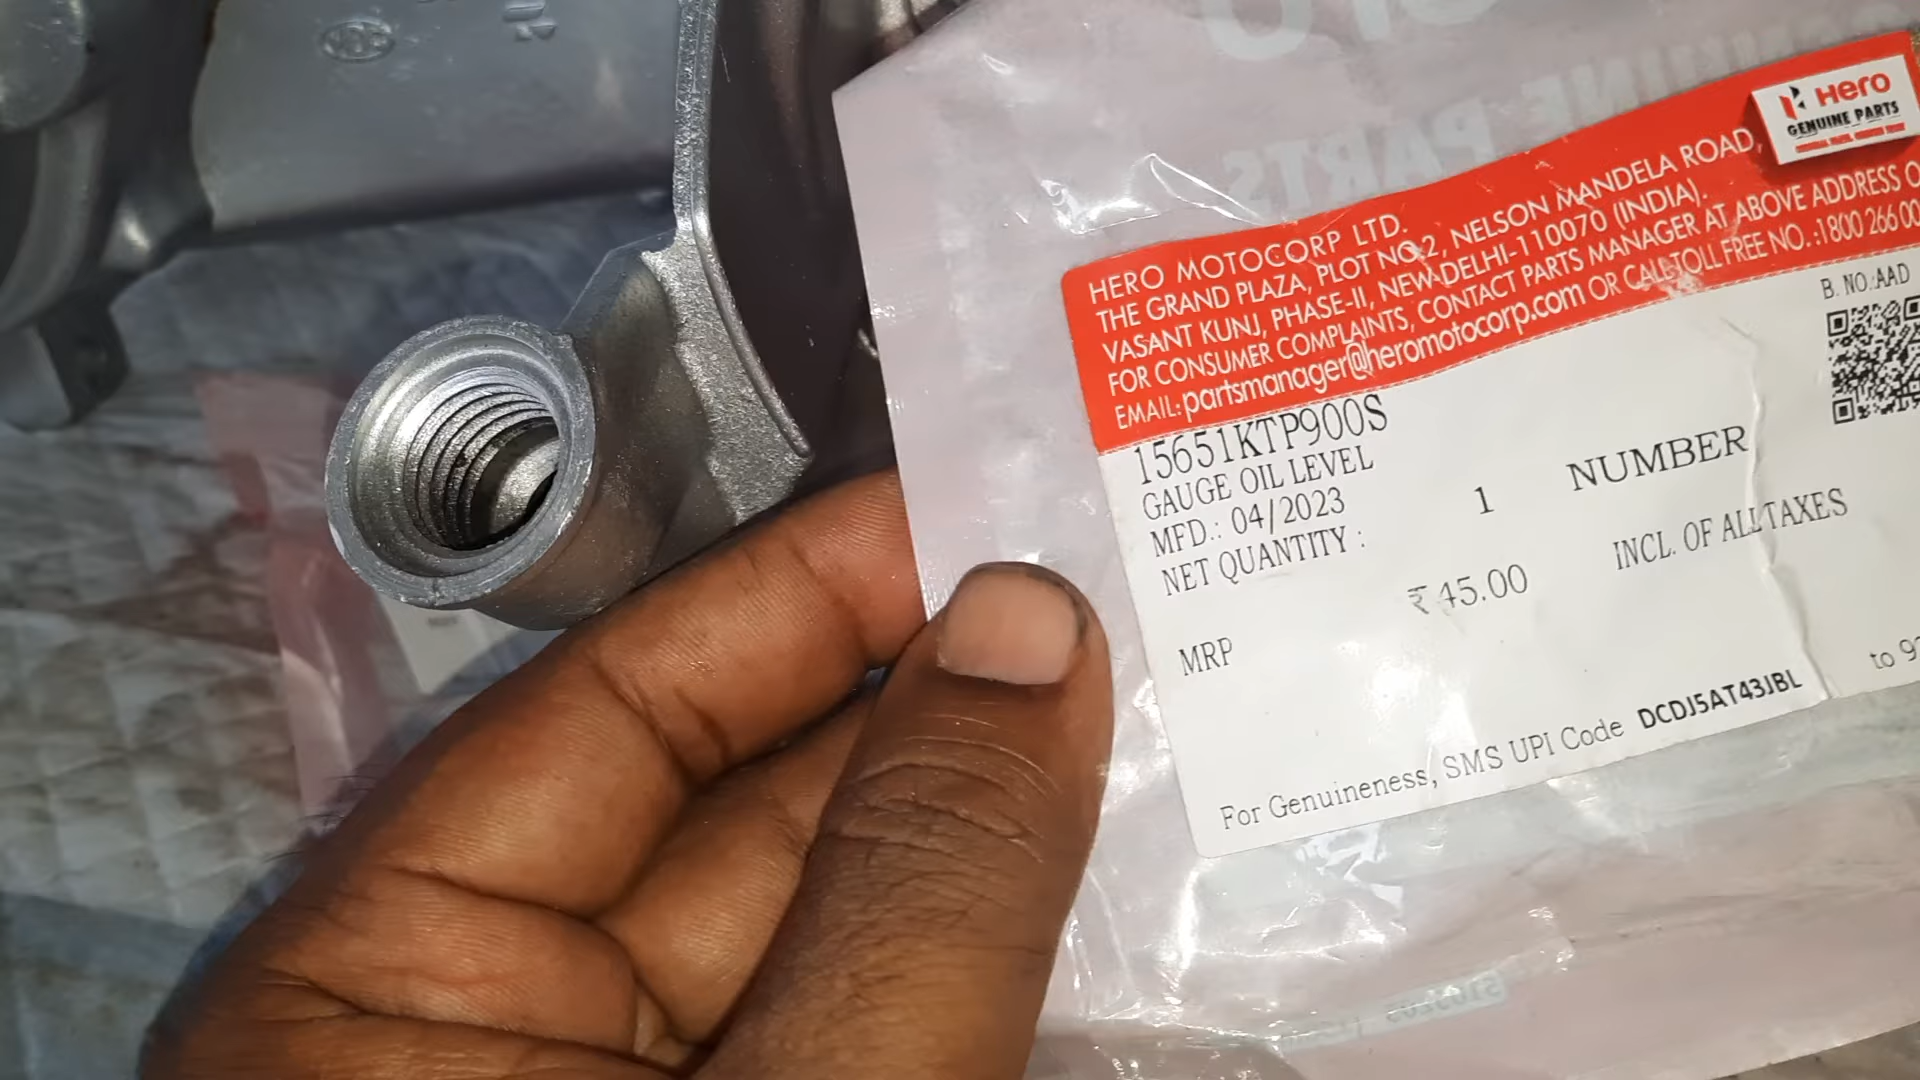 Hero
GENUINE PARTS
HERO MOTOCORP LTD.
THE GRAND PLAZA, PLOT NO.2, NELSON MANDELA ROAD,
VASANT KUNJ, PHASE-II, NEW DELHI-110070 (INDIA).
FOR CONSUMER COMPLAINTS, CONTACT PARTS MANAGER AT ABOVE ADDRESS O
EMAIL:partsmanager@heromotocorp.com OR CALL TOLL FREE NO.:1800 266 00
B. NO.:AAD
15651KTP900S
GAUGE OIL LEVEL
MFD.: 04/2023
NET QUANTITY : 1 NUMBER
MRP ₹ 45.00 INCL. OF ALL TAXES
For Genuineness, SMS UPI Code DCDJ5AT43JBL to 9